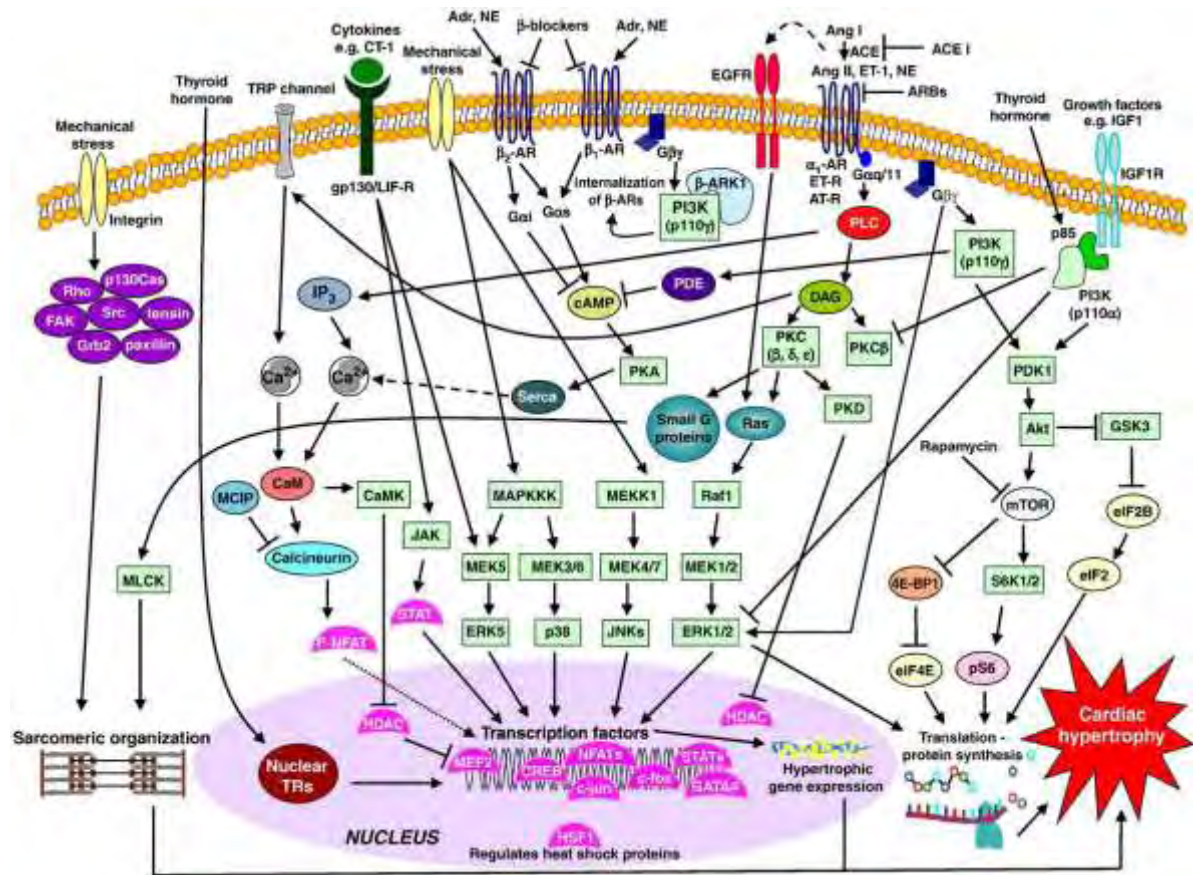 Adr, NE
β-blockers
Adr, NE
Ang I
ACE
ACE I
Cytokines
e.g. CT-1
Mechanical
stress
Thyroid
hormone
TRP channel
EGFR
Ang II, ET-1, NE
ARBs
Thyroid
hormone
Growth factors
e.g. IGF1
Mechanical
stress
Integrin
gp130/LIF-R
β2-AR
β1-AR
Gβγ
α1-AR
ET-R
AT-R
Gαq/11
Gβγ
IGF1R
Gαi
Gαs
Internalization
of β-ARs
β-ARK1
PI3K
(p110γ)
PLC
PI3K
(p110γ)
p85
PI3K
(p110α)
Rho
p130Cas
FAK
Src
tensin
Grb2
paxillin
IP3
cAMP
PDE
DAG
PKC
(β, δ, ε)
PKCβ
Ca2+
Ca2+
Serca
PKA
PDK1
Small G
proteins
Ras
PKD
Akt
GSK3
Rapamycin
MCIP
CaM
CaMK
MAPKKK
MEKK1
Raf1
mTOR
eIF2B
Calcineurin
JAK
MLCK
MEK5
MEK3/6
MEK4/7
MEK1/2
4E-BP1
S6K1/2
eIF2
P-NFAT
STAT
ERK5
p38
JNKs
ERK1/2
eIF4E
pS6
HDAC
HDAC
Transcription factors
Cardiac
hypertrophy
Sarcomeric organization
Nuclear
TRs
MEF2
CREB
NFATs
c-jun
c-fos
STATs
GATA4
Hypertrophic
gene expression
Translation -
protein synthesis
NUCLEUS
HSF1
Regulates heat shock proteins